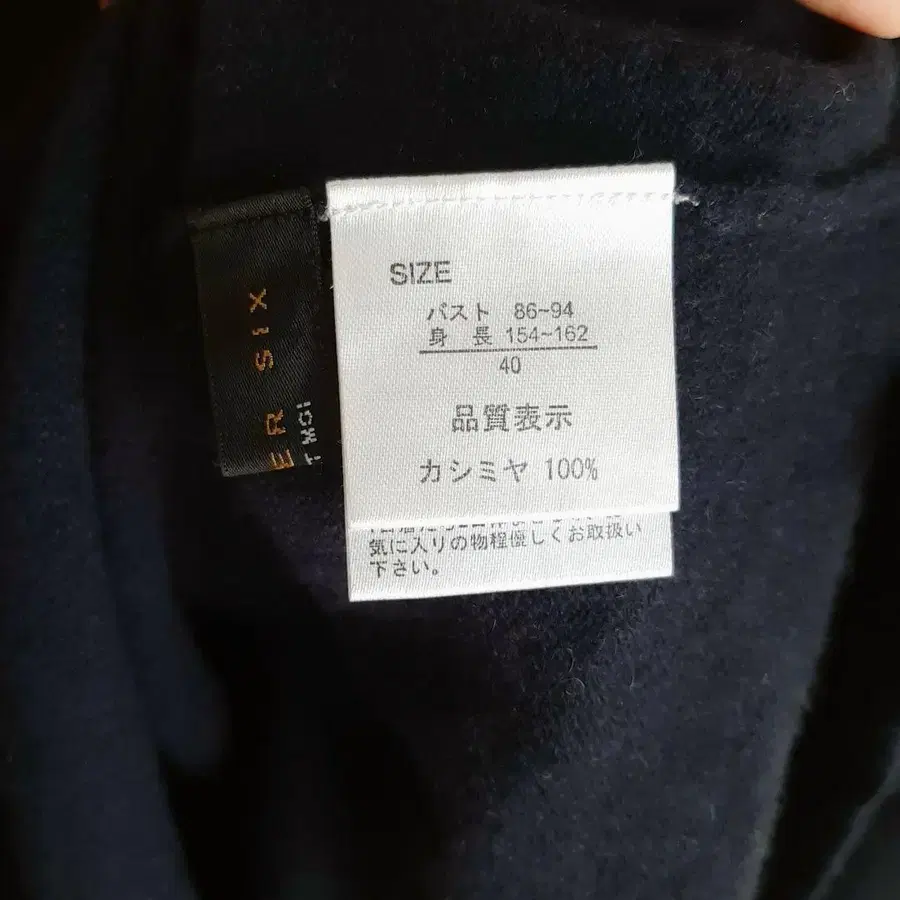 SIZE
バスト 86~94
身 長 154~162
40
品質表示
カシミヤ 100%
気に入りの物程優しくお取扱い
下さい。
ER SIX
T MOI